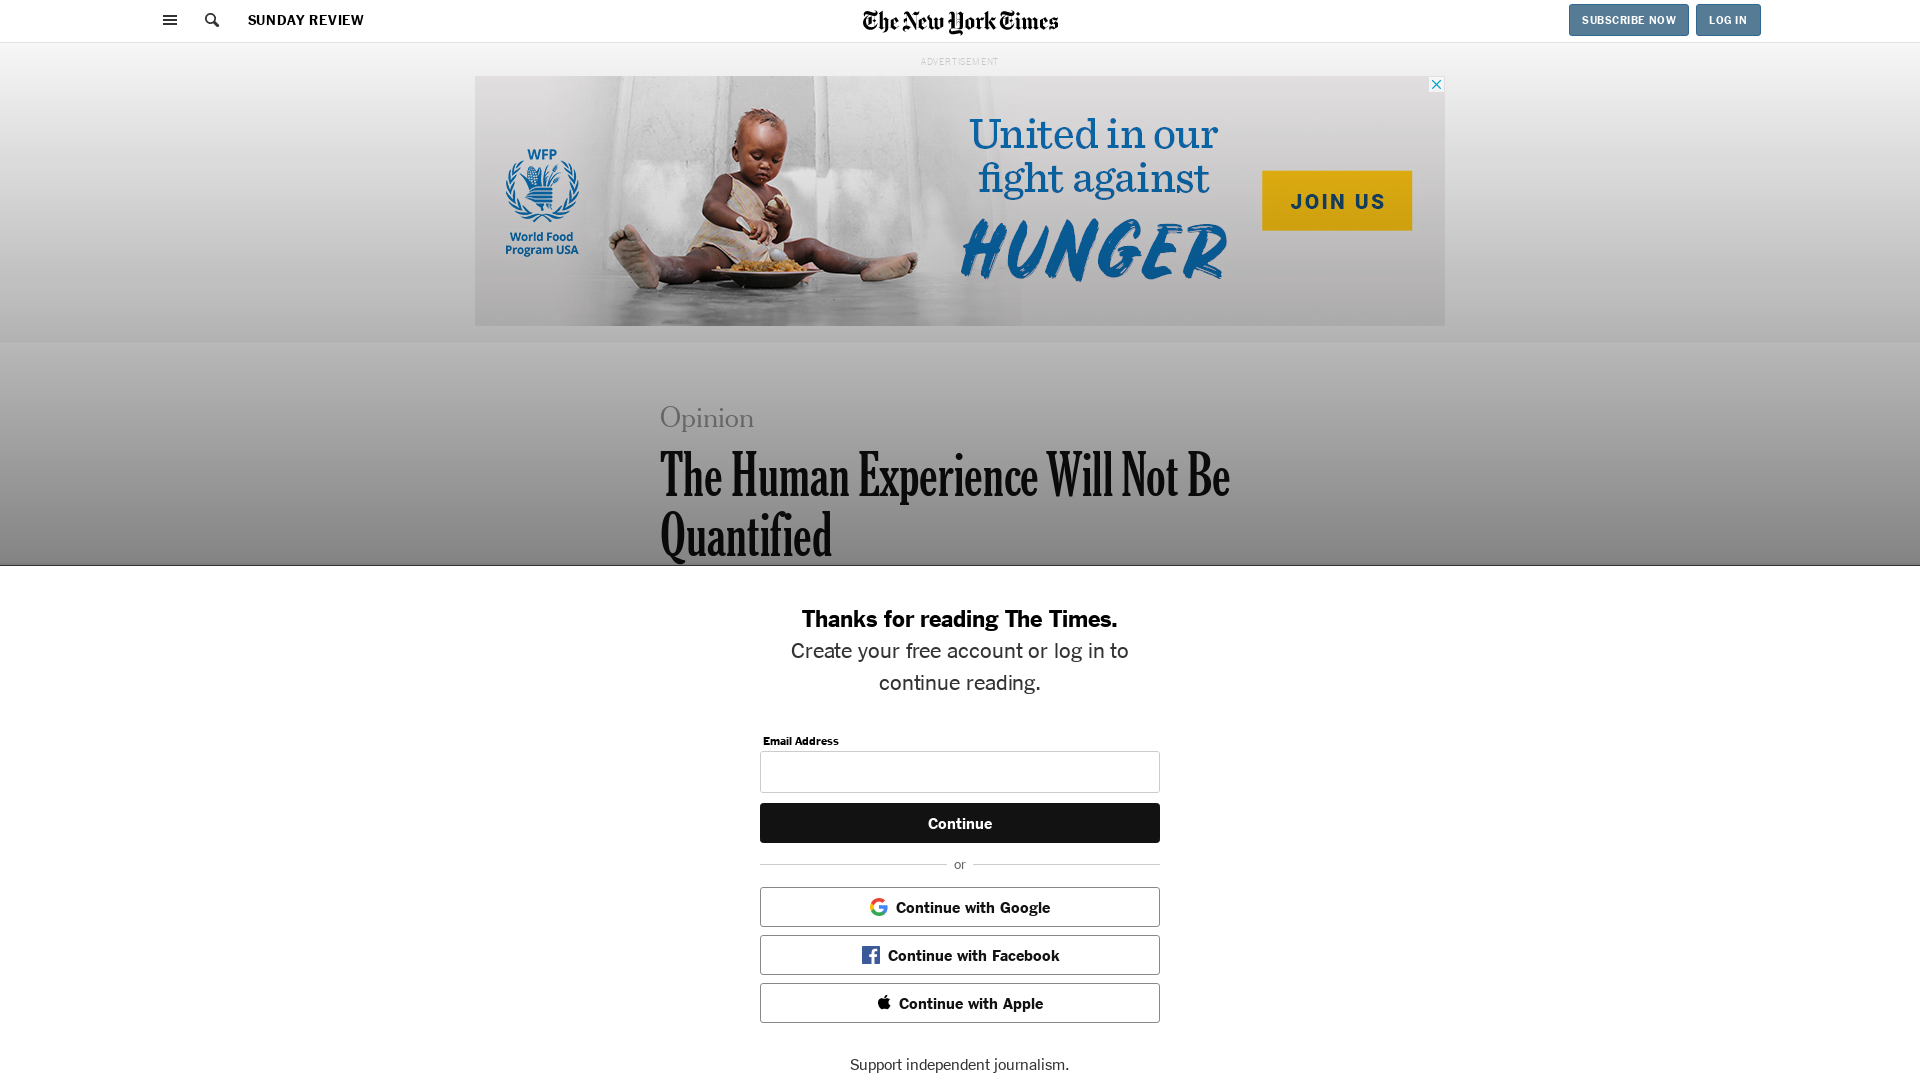 SUNDAY REVIEW
The New York Times
SUBSCRIBE NOW
LOG IN
ADVERTISEMENT
WFP
World Food
Program USA
United in our
fight against
HUNGER
JOIN US
Opinion
The Human Experience Will Not Be
Quantified
Thanks for reading The Times.
Create your free account or log in to
continue reading.
Email Address
Continue
or
Continue with Google
Continue with Facebook
Continue with Apple
Support independent journalism.